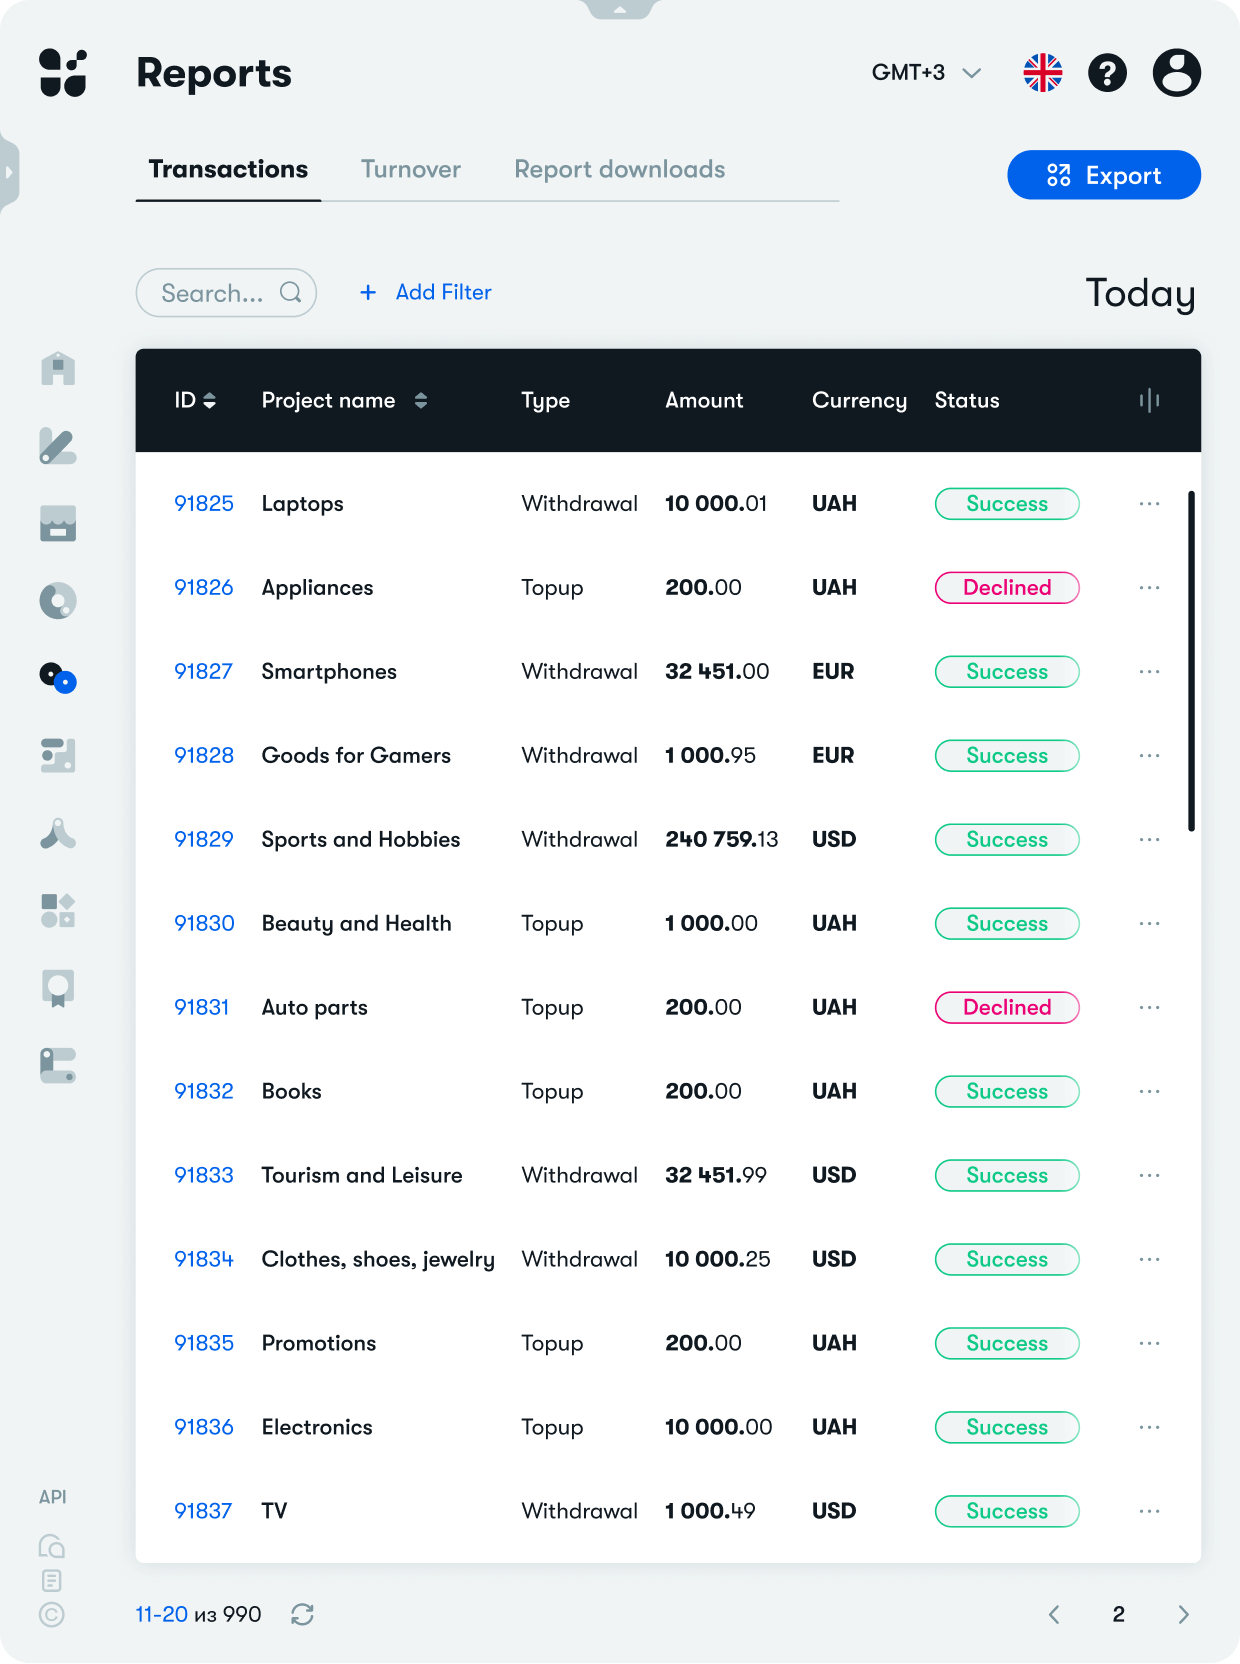 Reports
GMT+3
Transactions Turnover Report downloads
Export
Search... + Add Filter
Today
ID Project name Type Amount Currency Status
91825 Laptops Withdrawal 10 000.01 UAH Success ...
91826 Appliances Topup 200.00 UAH Declined ...
91827 Smartphones Withdrawal 32 451.00 EUR Success ...
91828 Goods for Gamers Withdrawal 1 000.95 EUR Success ...
91829 Sports and Hobbies Withdrawal 240 759.13 USD Success ...
91830 Beauty and Health Topup 1 000.00 UAH Success ...
91831 Auto parts Topup 200.00 UAH Declined ...
91832 Books Topup 200.00 UAH Success ...
91833 Tourism and Leisure Withdrawal 32 451.99 USD Success ...
91834 Clothes, shoes, jewelry Withdrawal 10 000.25 USD Success ...
91835 Promotions Topup 200.00 UAH Success ...
91836 Electronics Topup 10 000.00 UAH Success ...
91837 TV Withdrawal 1 000.49 USD Success ...
API
11-20 из 990
2